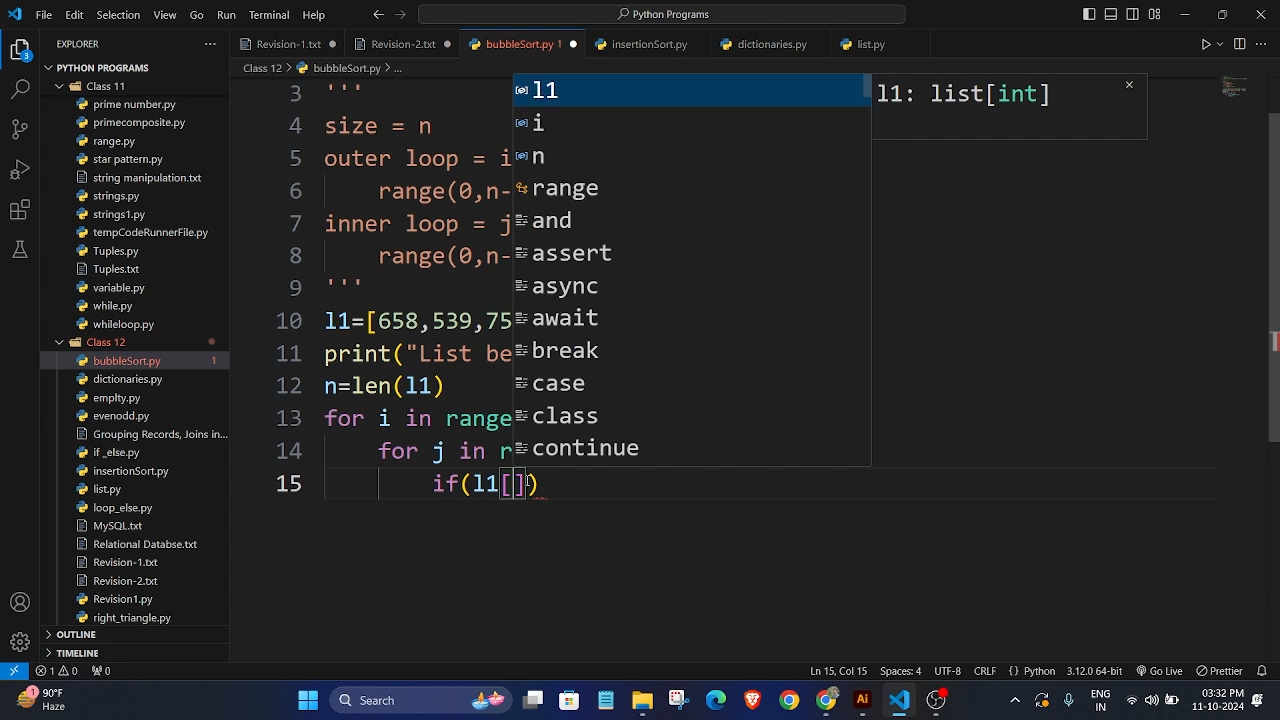 File Edit Selection View Go Run Terminal Help
Python Programs
EXPLORER
Revision-1.txt
Revision-2.txt
bubbleSort.py 1
insertionSort.py
dictionaries.py
list.py
PYTHON PROGRAMS
Class 12 > bubbleSort.py > ...
Class 11
prime number.py
primecomposite.py
range.py
star pattern.py
string manipulation.txt
strings.py
strings1.py
tempCodeRunnerFile.py
Tuples.py
Tuples.txt
variable.py
while.py
whileloop.py
Class 12
bubbleSort.py 1
dictionaries.py
emplty.py
evenodd.py
Grouping Records, Joins in...
if _else.py
insertionSort.py
list.py
loop_else.py
MySQL.txt
Relational Databse.txt
Revision-1.txt
Revision-2.txt
Revision1.py
right_triangle.py
OUTLINE
TIMELINE
3 '''
4 size = n
5 outer loop = i
6 range(0,n-
7 inner loop = j
8 range(0,n-
9 '''
10 l1=[658,539,75
11 print("List be
12 n=len(l1)
13 for i in range
14 for j in r
15 if(l1[])
l1
i
n
range
and
assert
async
await
break
case
class
continue
l1: list[int]
1 0 0
Ln 15, Col 15 Spaces: 4 UTF-8 CRLF {} Python 3.12.0 64-bit Go Live Prettier
3
1
90°F
Haze
Search
Ai
ENG
IN
03:32 PM
11-10-2024